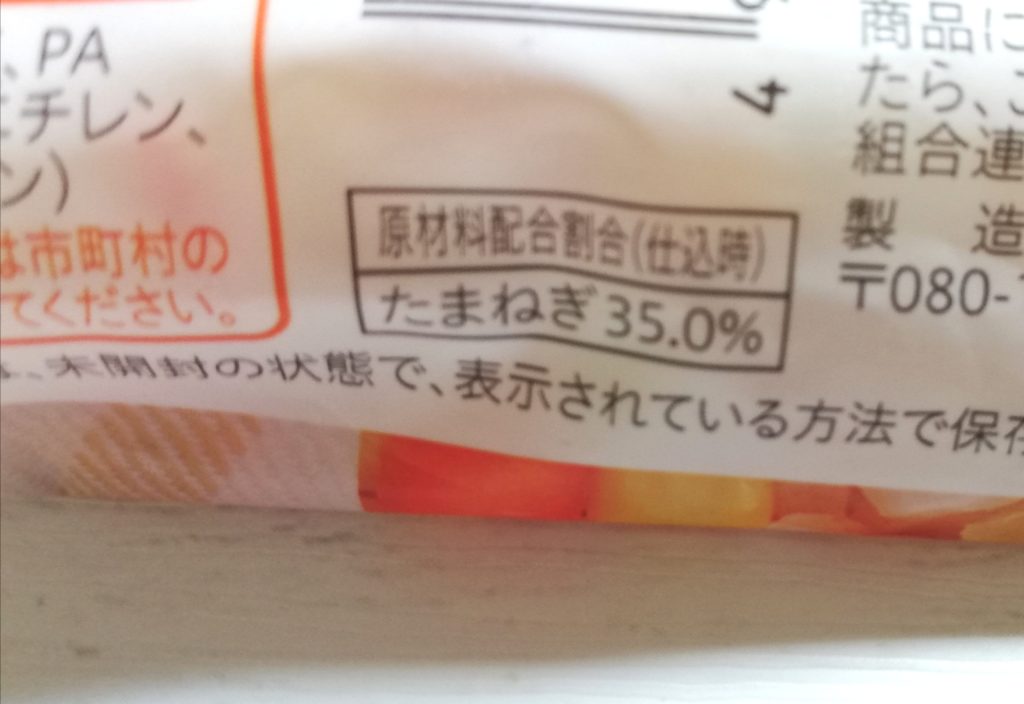 、PA
チレン、
ン)
は市町村の
てください。
4
原材料配合割合(仕込時)
たまねぎ35.0%
未開封の状態で、表示されている方法で保存
商品に
たら、
組合連
製 造
〒080-